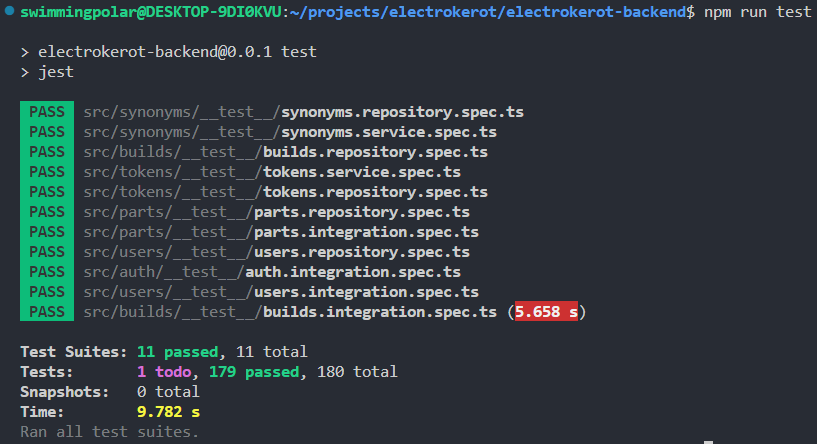 swimmingpolar@DESKTOP-9DI0KVU:~/projects/electrokerot/electrokerot-backend$ npm run test
> electrokerot-backend@0.0.1 test
> jest
PASS src/synonyms/__test__/synonyms.repository.spec.ts
PASS src/synonyms/__test__/synonyms.service.spec.ts
PASS src/builds/__test__/builds.repository.spec.ts
PASS src/tokens/__test__/tokens.service.spec.ts
PASS src/tokens/__test__/tokens.repository.spec.ts
PASS src/parts/__test__/parts.repository.spec.ts
PASS src/parts/__test__/parts.integration.spec.ts
PASS src/users/__test__/users.repository.spec.ts
PASS src/auth/__test__/auth.integration.spec.ts
PASS src/users/__test__/users.integration.spec.ts
PASS src/builds/__test__/builds.integration.spec.ts (5.658 s)
Test Suites: 11 passed, 11 total
Tests: 1 todo, 179 passed, 180 total
Snapshots: 0 total
Time: 9.782 s
Ran all test suites.